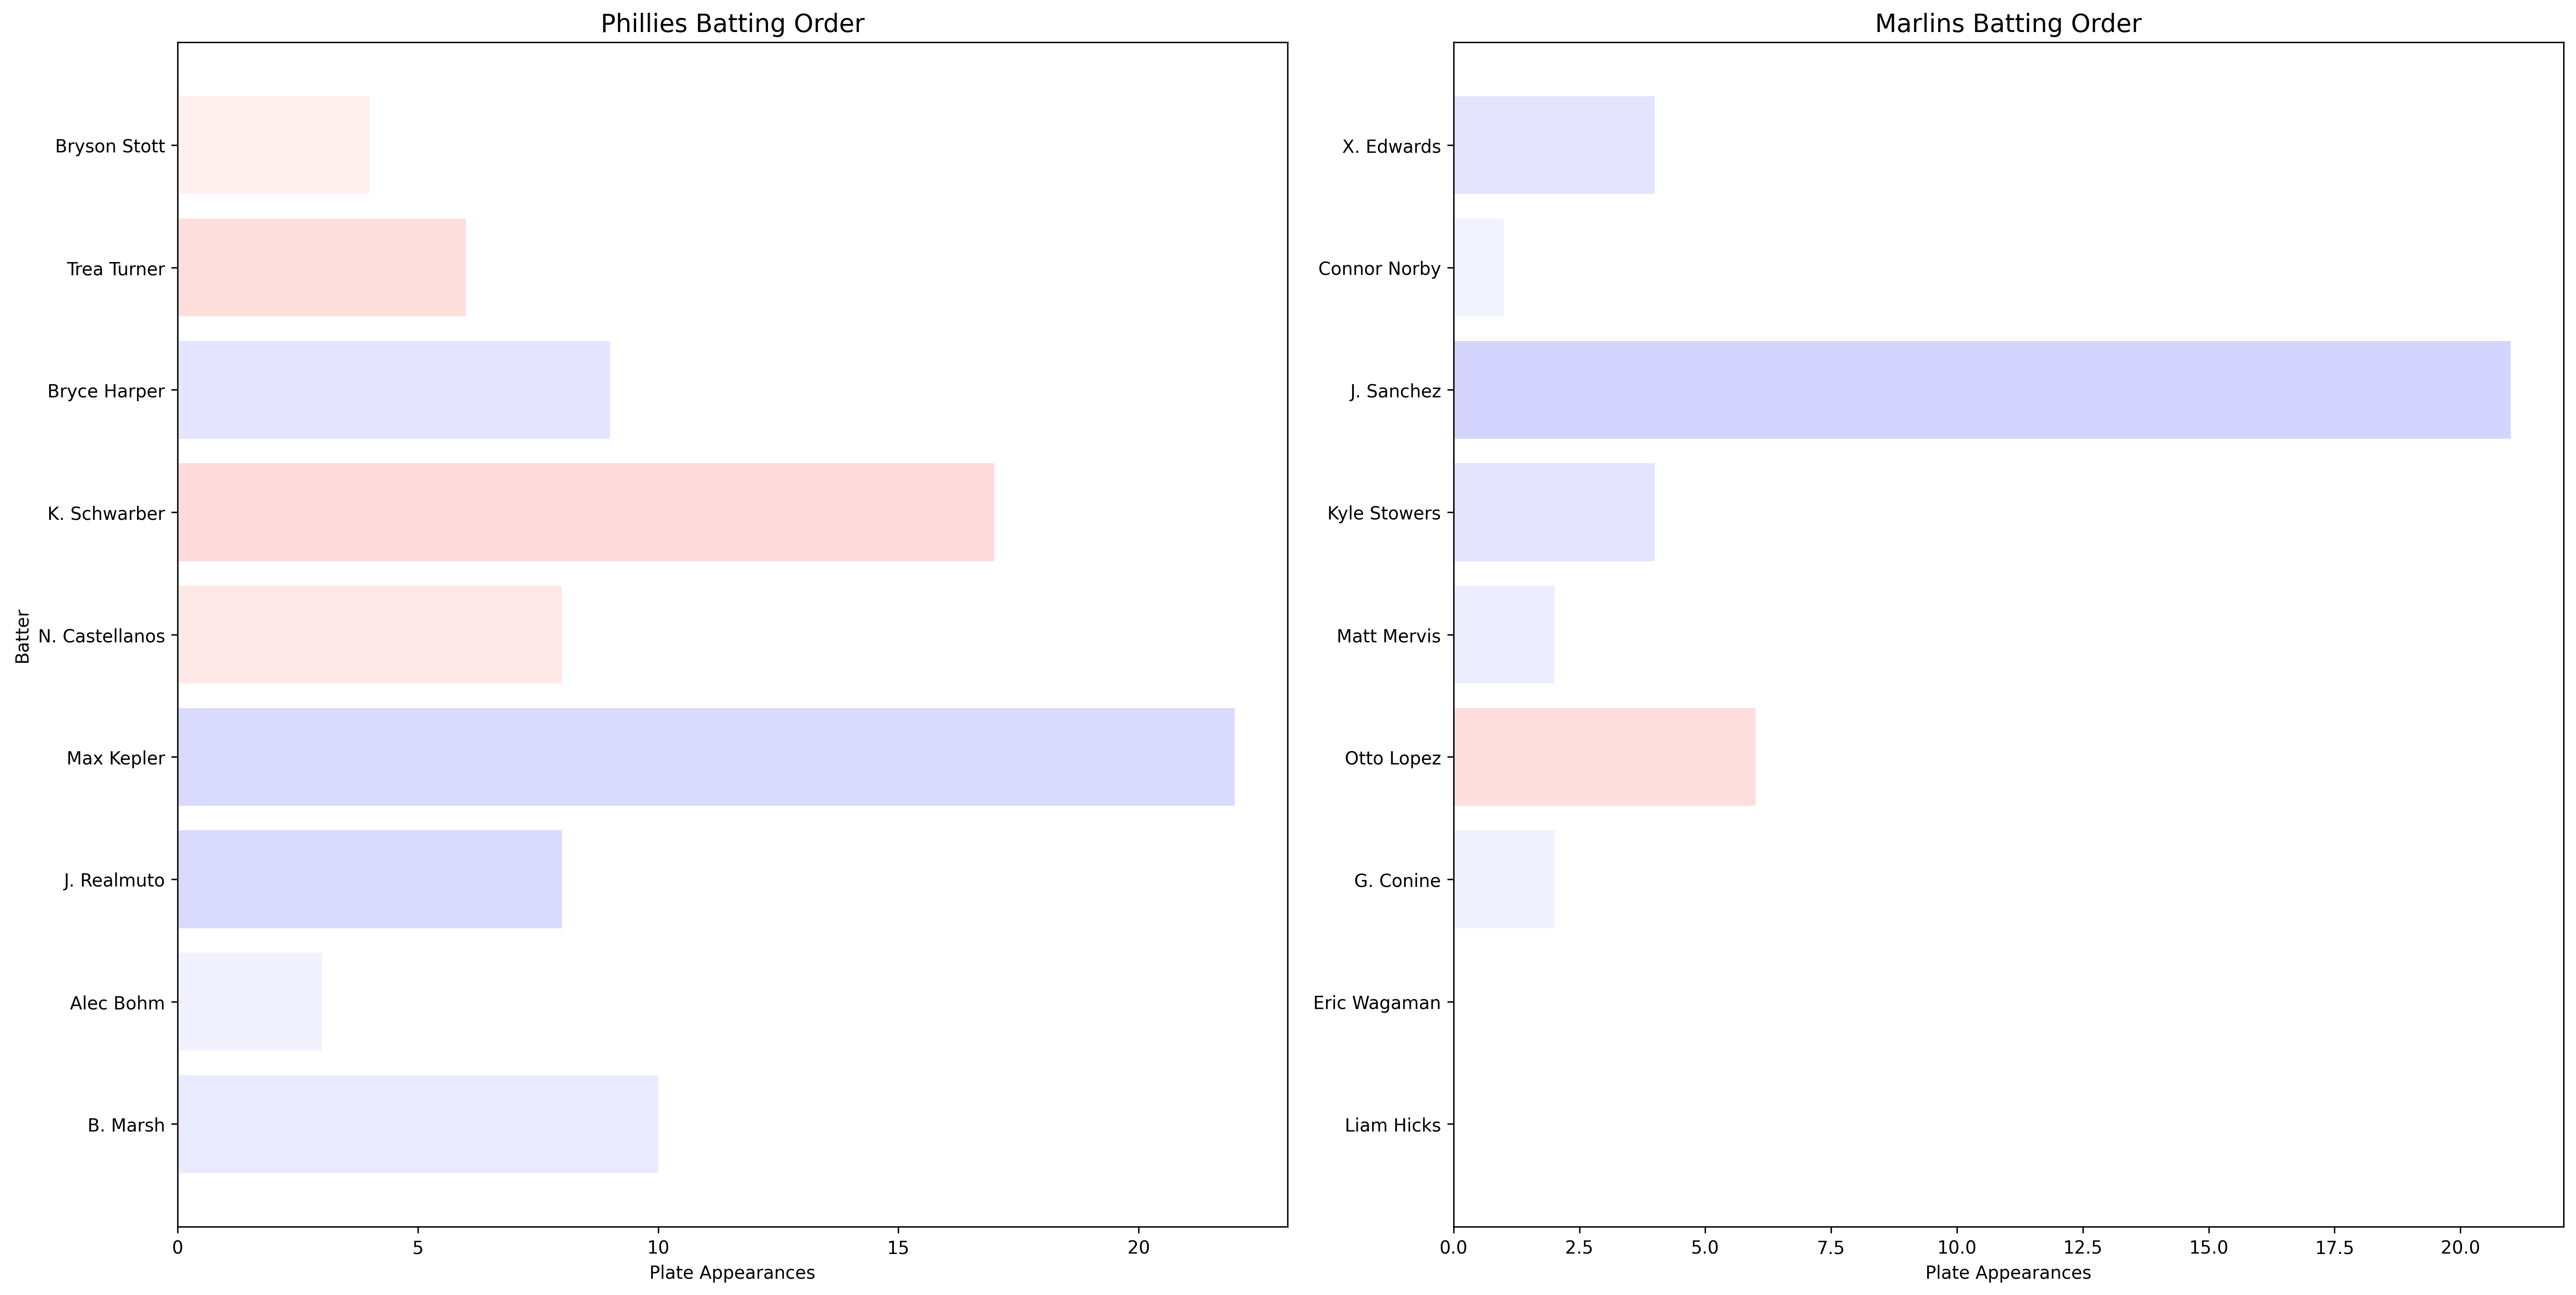 Phillies Batting Order
Batter
Bryson Stott
Trea Turner
Bryce Harper
K. Schwarber
N. Castellanos
Max Kepler
J. Realmuto
Alec Bohm
B. Marsh
0 5 10 15 20
Plate Appearances
Marlins Batting Order
X. Edwards
Connor Norby
J. Sanchez
Kyle Stowers
Matt Mervis
Otto Lopez
G. Conine
Eric Wagaman
Liam Hicks
0.0 2.5 5.0 7.5 10.0 12.5 15.0 17.5 20.0
Plate Appearances